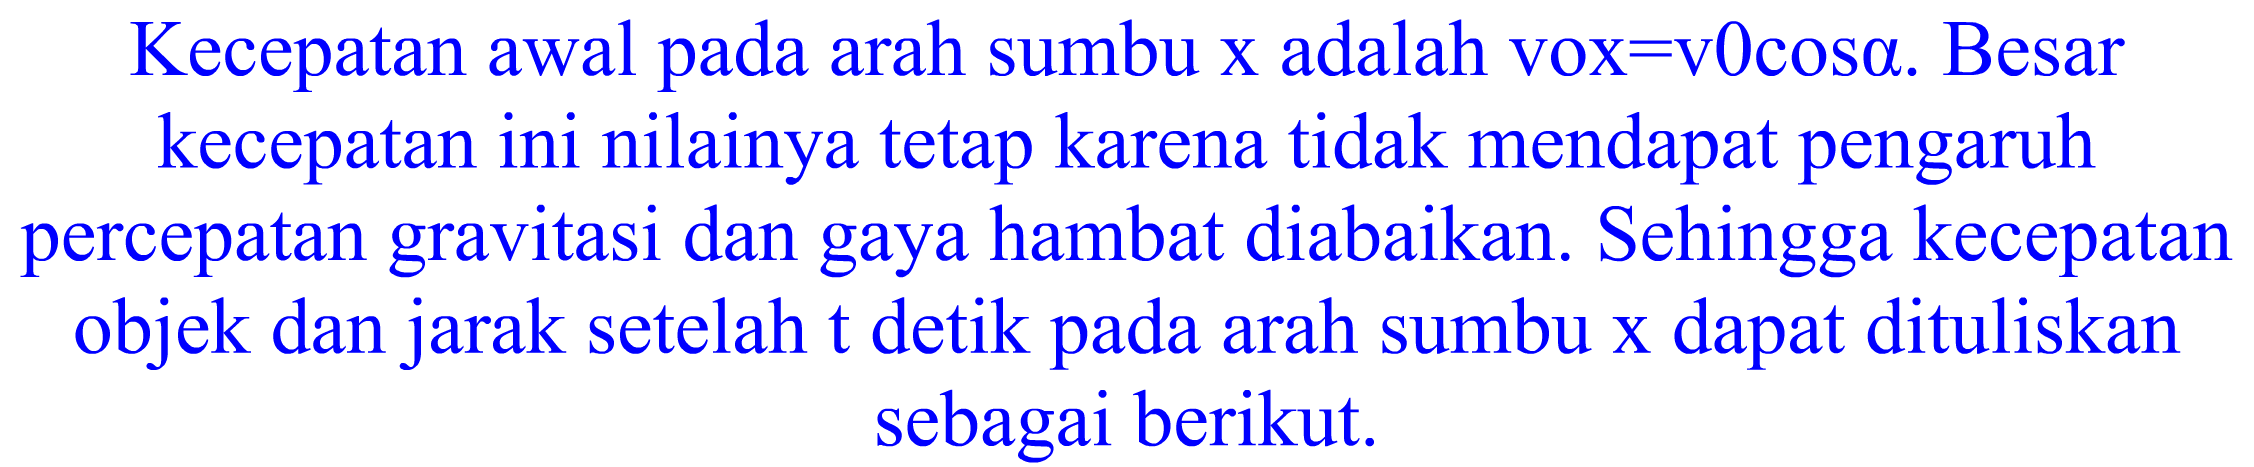 Kecepatan awal pada arah sumbu x adalah vox=v0cosα. Besar
kecepatan ini nilainya tetap karena tidak mendapat pengaruh
percepatan gravitasi dan gaya hambat diabaikan. Sehingga kecepatan
objek dan jarak setelah t detik pada arah sumbu x dapat dituliskan
sebagai berikut.